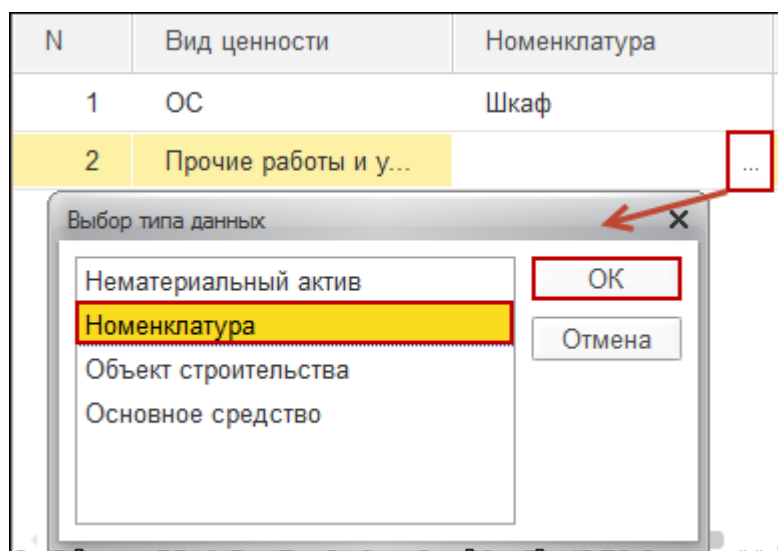 N Вид ценности Номенклатура
1 ОС Шкаф
2 Прочие работы и у... ...
Выбор типа данных
Нематериальный актив ОК
Номенклатура
Отмена
Объект строительства
Основное средство